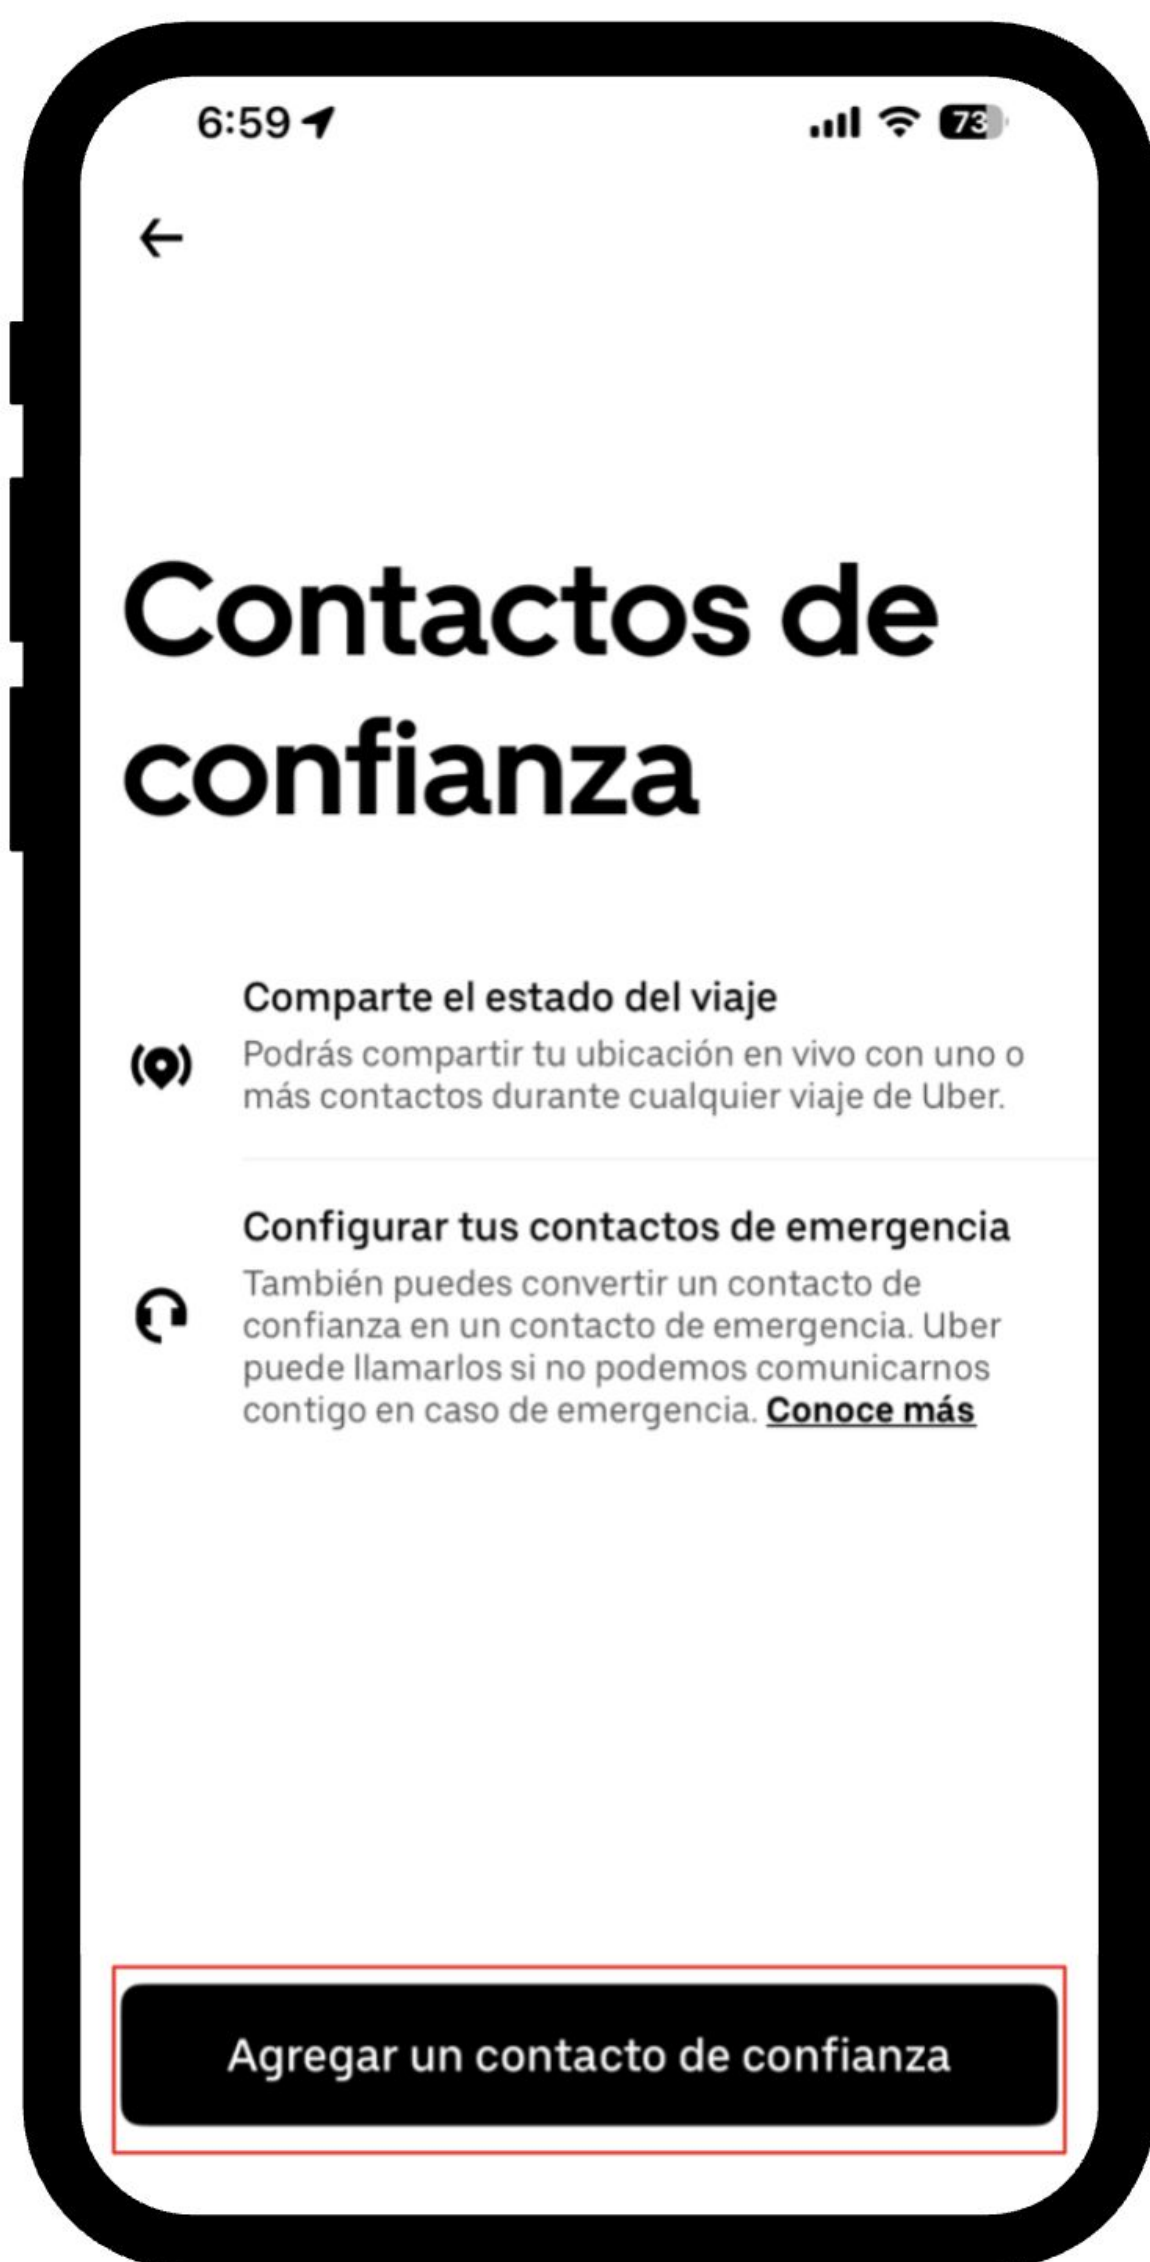 6:59
73
Contactos de
confianza
Comparte el estado del viaje
Podrás compartir tu ubicación en vivo con uno o
más contactos durante cualquier viaje de Uber.
Configurar tus contactos de emergencia
También puedes convertir un contacto de
confianza en un contacto de emergencia. Uber
puede llamarlos si no podemos comunicarnos
contigo en caso de emergencia. Conoce más
Agregar un contacto de confianza